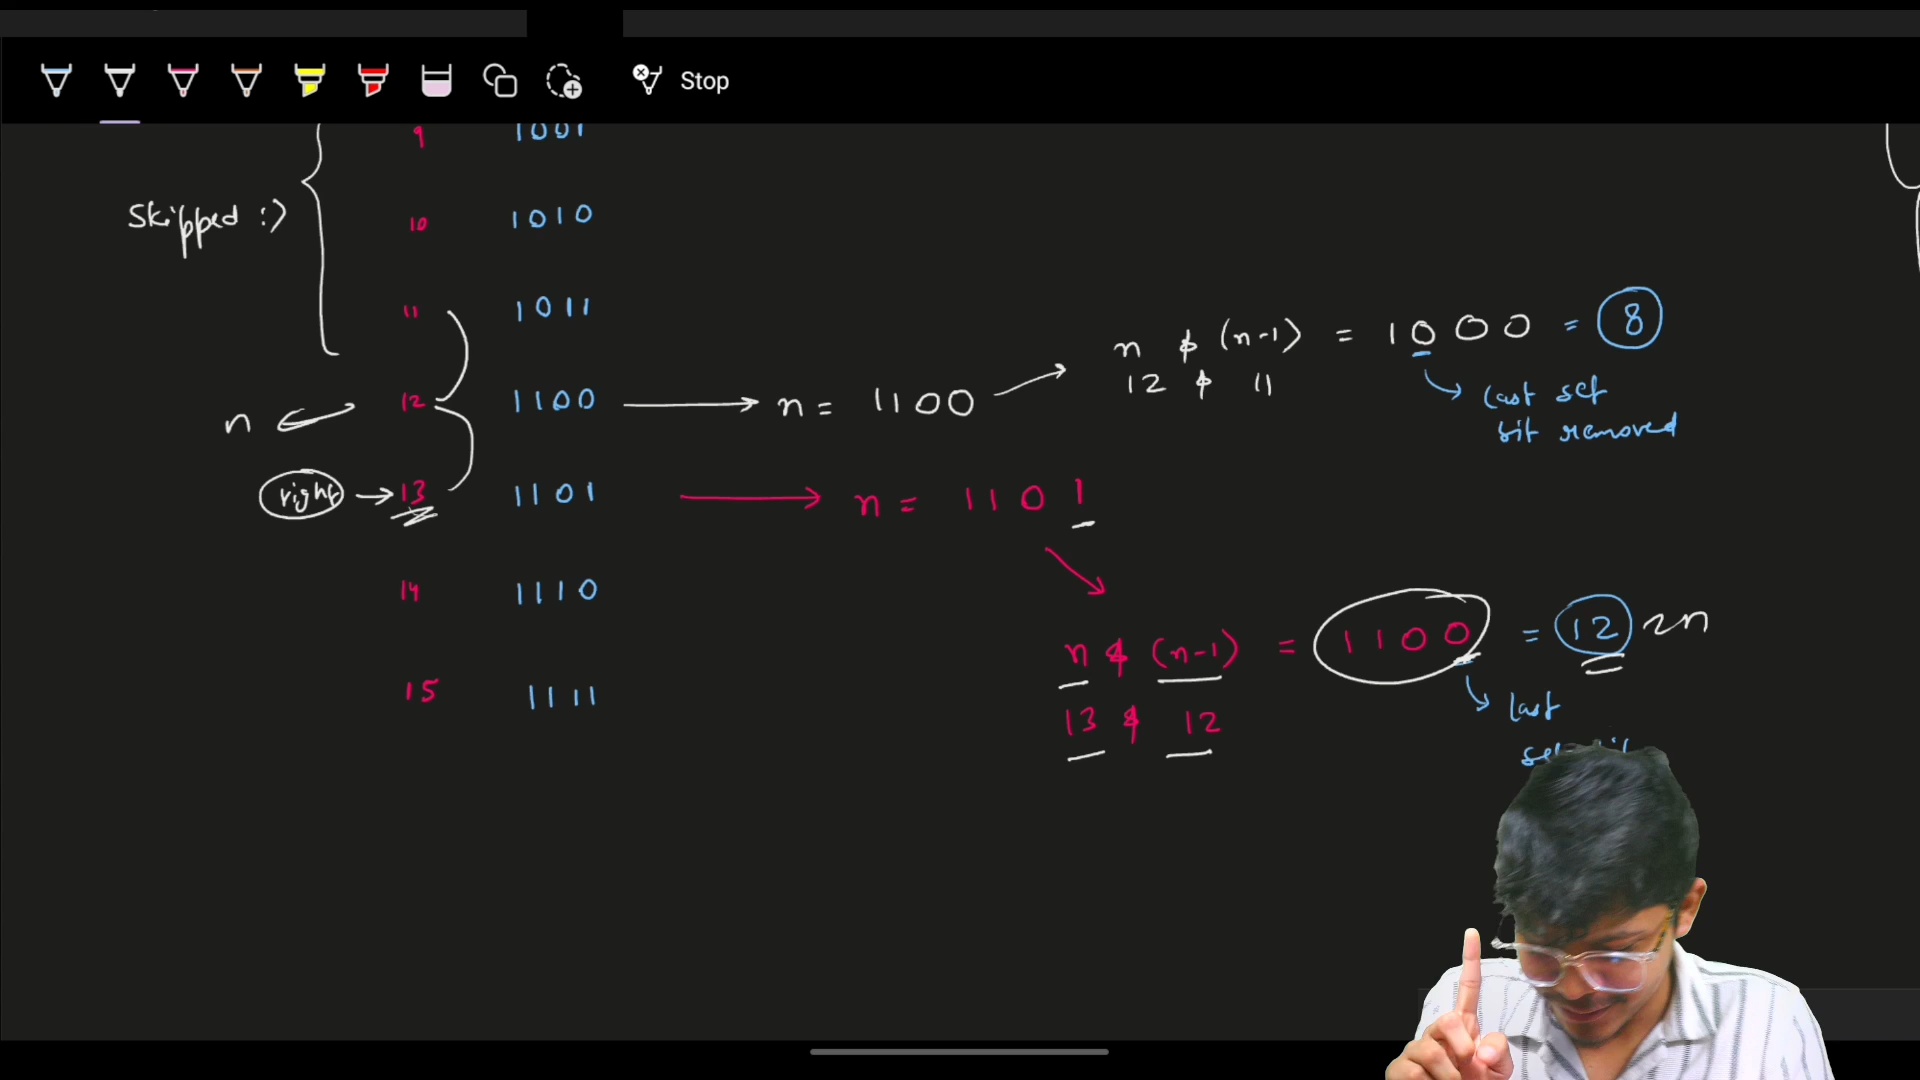 Stop
9 1001
Skipped :)
10 1010
11 1011
n & (n-1) = 1000 = 8
12 & 11
last set
bit removed
n 12 1100 n = 1100
right → 13 1101 n = 1101
14 1110
n & (n-1) = 1100 = 12
15 1111
13 & 12
last